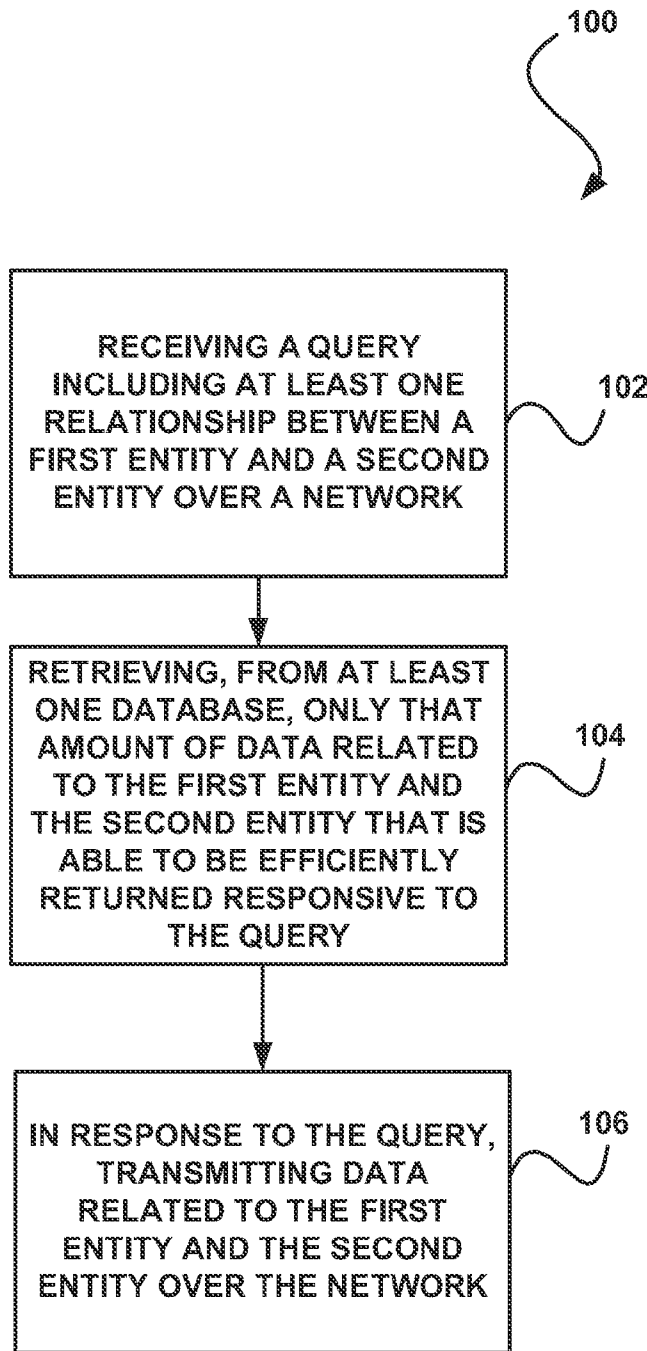 100
RECEIVING A QUERY
INCLUDING AT LEAST ONE
RELATIONSHIP BETWEEN A
FIRST ENTITY AND A SECOND
ENTITY OVER A NETWORK
102
RETRIEVING, FROM AT LEAST
ONE DATABASE, ONLY THAT
AMOUNT OF DATA RELATED
TO THE FIRST ENTITY AND
THE SECOND ENTITY THAT IS
ABLE TO BE EFFICIENTLY
RETURNED RESPONSIVE TO
THE QUERY
104
IN RESPONSE TO THE QUERY,
TRANSMITTING DATA
RELATED TO THE FIRST
ENTITY AND THE SECOND
ENTITY OVER THE NETWORK
106